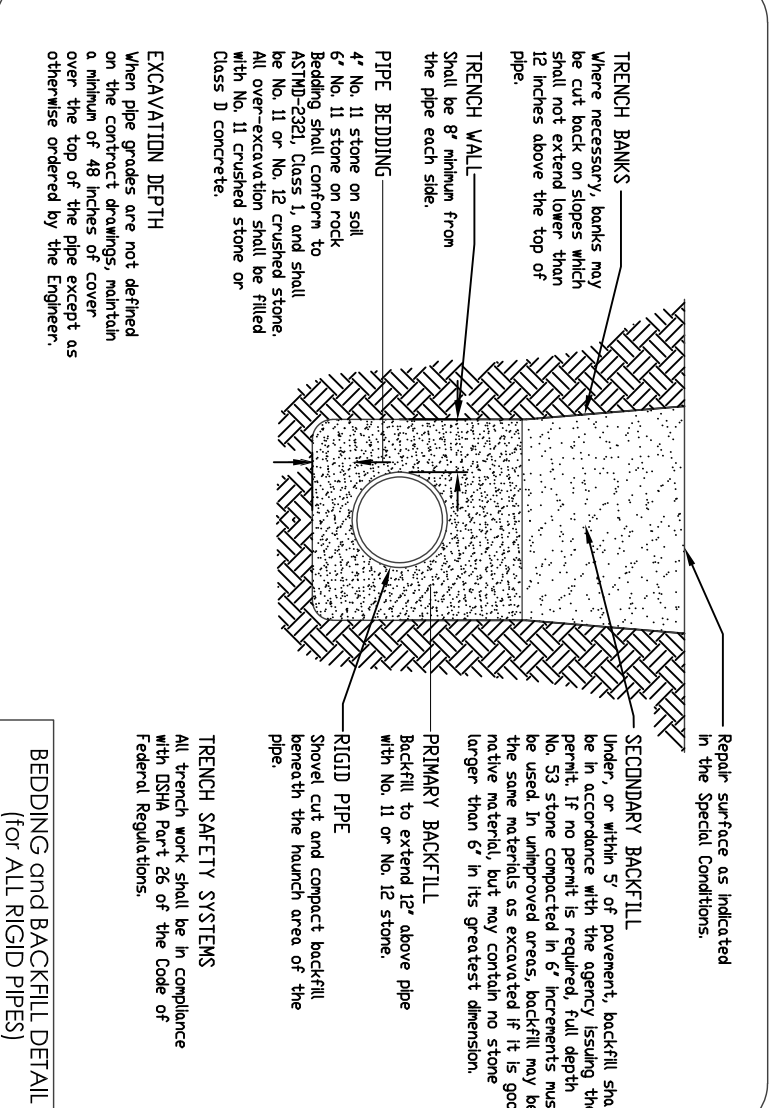 TRENCH BANKS
Where necessary, banks may
be cut back on slopes which
shall not extend lower than
12 inches above the top of
pipe.
TRENCH WALL
Shall be 8" minimum from
the pipe each side.
PIPE BEDDING
4" No. 11 stone on soil
6" No. 11 stone on rock
Bedding shall conform to
ASTMD-2321, Class 1, and shall
be No. 11 or No. 12 crushed stone.
All over-excavation shall be filled
with No. 11 crushed stone or
Class D concrete.
EXCAVATION DEPTH
When pipe grades are not defined
on the contract drawings, maintain
a minimum of 48 inches of cover
over the top of the pipe except as
otherwise ordered by the Engineer.
Repair surface as indicated
in the Special Conditions.
SECONDARY BACKFILL
Under, or within 5' of pavement, backfill sha
be in accordance with the agency issuing the
permit. If no permit is required, full depth
No. 53 stone compacted in 6" increments mus
be used. In unimproved areas, backfill may be
the same materials as excavated if it is goo
native material, but may contain no stone
larger than 6" in its greatest dimension.
PRIMARY BACKFILL
Backfill to extend 12" above pipe
with No. 11 or No. 12 stone.
RIGID PIPE
Shovel cut and compact backfill
beneath the haunch area of the
pipe.
TRENCH SAFETY SYSTEMS
All trench work shall be in compliance
with OSHA Part 26 of the Code of
Federal Regulations.
BEDDING and BACKFILL DETAIL
(for ALL RIGID PIPES)